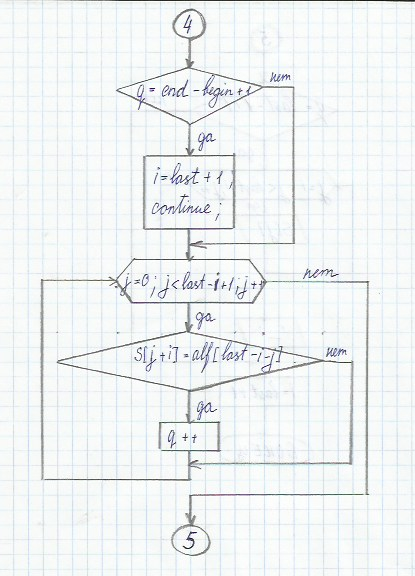 4
q = end - begin + 1
нет
да
i = last + 1;
continue;
j = 0; j < last - i + 1; j++
нет
да
S[j + i] = alf[last - i - j]
нет
да
q ++
5